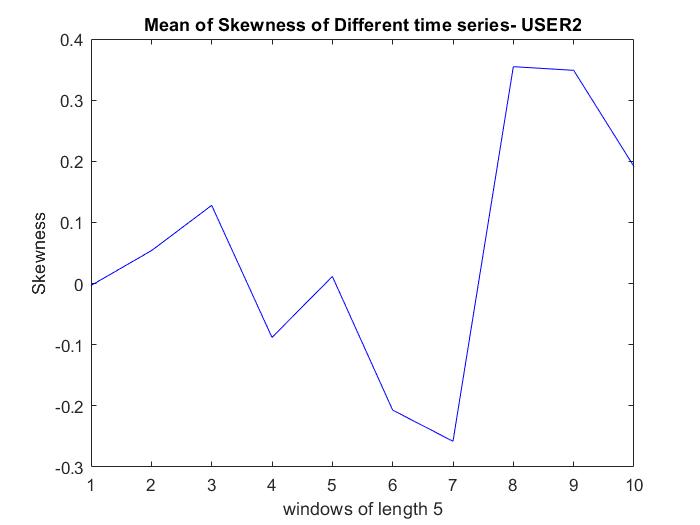 Mean of Skewness of Different time series- USER2
0.4
0.3
0.2
0.1
0
-0.1
-0.2
-0.3
Skewness
1 2 3 4 5 6 7 8 9 10
windows of length 5